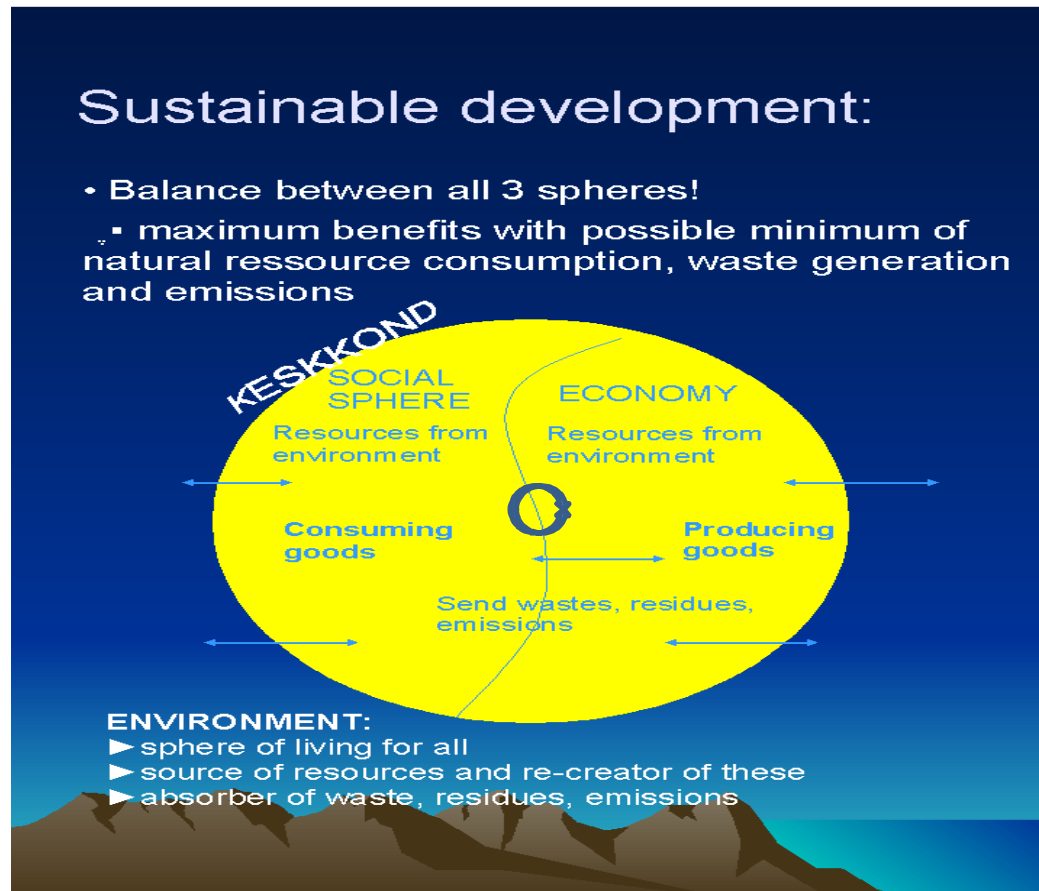 Sustainable development:
• Balance between all 3 spheres!
▪ maximum benefits with possible minimum of
natural ressource consumption, waste generation
and emissions
KESKKOND
SOCIAL
SPHERE
ECONOMY
Resources from
environment
Resources from
environment
Consuming
goods
Producing
goods
Send wastes, residues,
emissions
ENVIRONMENT:
► sphere of living for all
► source of resources and re-creator of these
► absorber of waste, residues, emissions